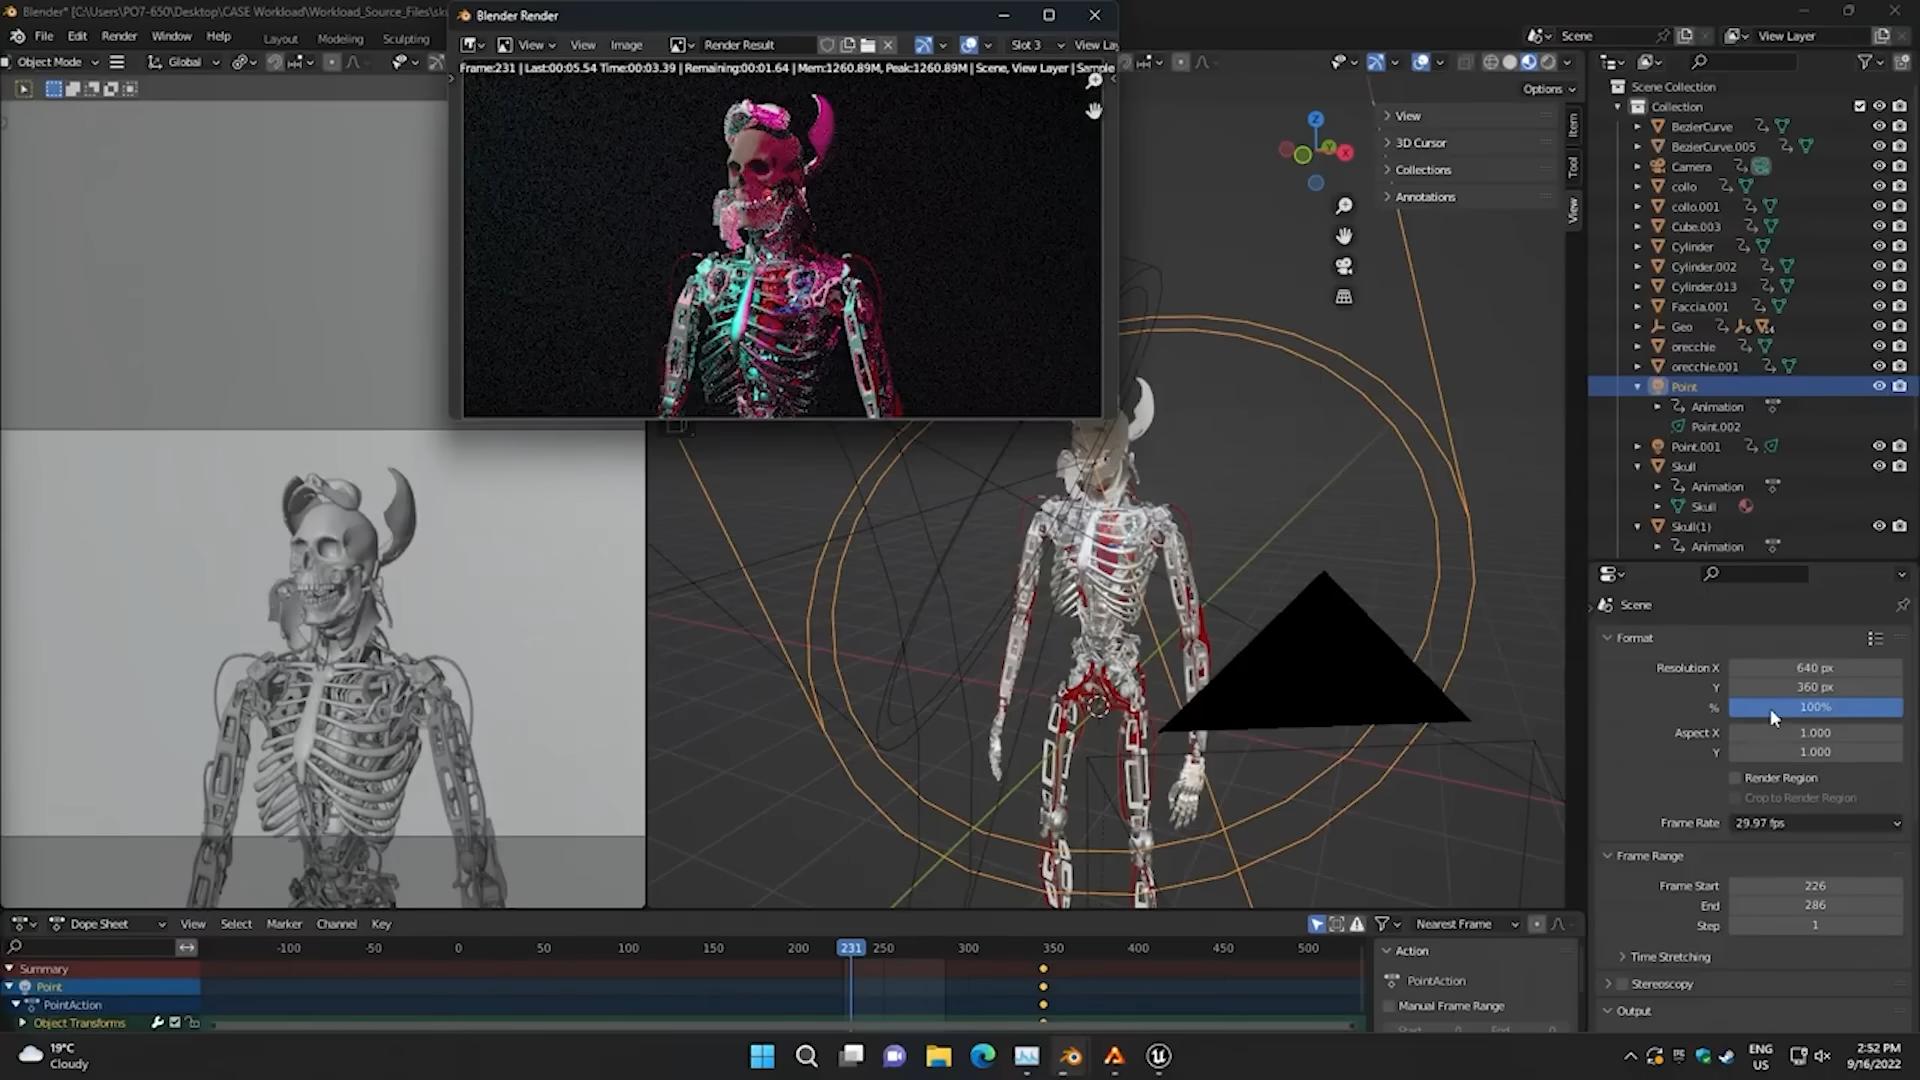 Blender* [C:\Users\PO7-650\Desktop\CASE Workload\Workload_Source_Files\sku
Blender Render
File Edit Render Window Help Layout Modeling Sculpting
Scene
View Layer
View View Image Render Result Slot 3 View La
Object Mode Global
Frame:231 | Last:00:05.54 Time:00:03.39 | Remaining:00:01.64 | Mem:1260.89M, Peak:1260.89M | Scene, View Layer | Sample
Options
View
3D Cursor
Collections
Annotations
Item
Tool
View
Z
Y
X
Scene Collection
Collection
BezierCurve
BezierCurve.005
Camera
collo
collo.001
Cube.003
Cylinder
Cylinder.002
Cylinder.013
Faccia.001
Geo
orecchie
orecchie.001
Point
Animation
Point.002
Point.001
Skull
Animation
Skull
Skull(1)
Animation
Scene
Format
Resolution X 640 px
Y 360 px
% 100%
Aspect X 1.000
Y 1.000
Render Region
Crop to Render Region
Frame Rate 29.97 fps
Frame Range
Frame Start 226
End 286
Step 1
Time Stretching
Stereoscopy
Output
Dope Sheet View Select Marker Channel Key Nearest Frame
-100 -50 0 50 100 150 200 231 250 300 350 400 450 500
Summary
Point
PointAction
Object Transforms
Action
PointAction
Manual Frame Range
Start 0 End 0
19°C
Cloudy
ENG
US
2:52 PM
9/16/2022